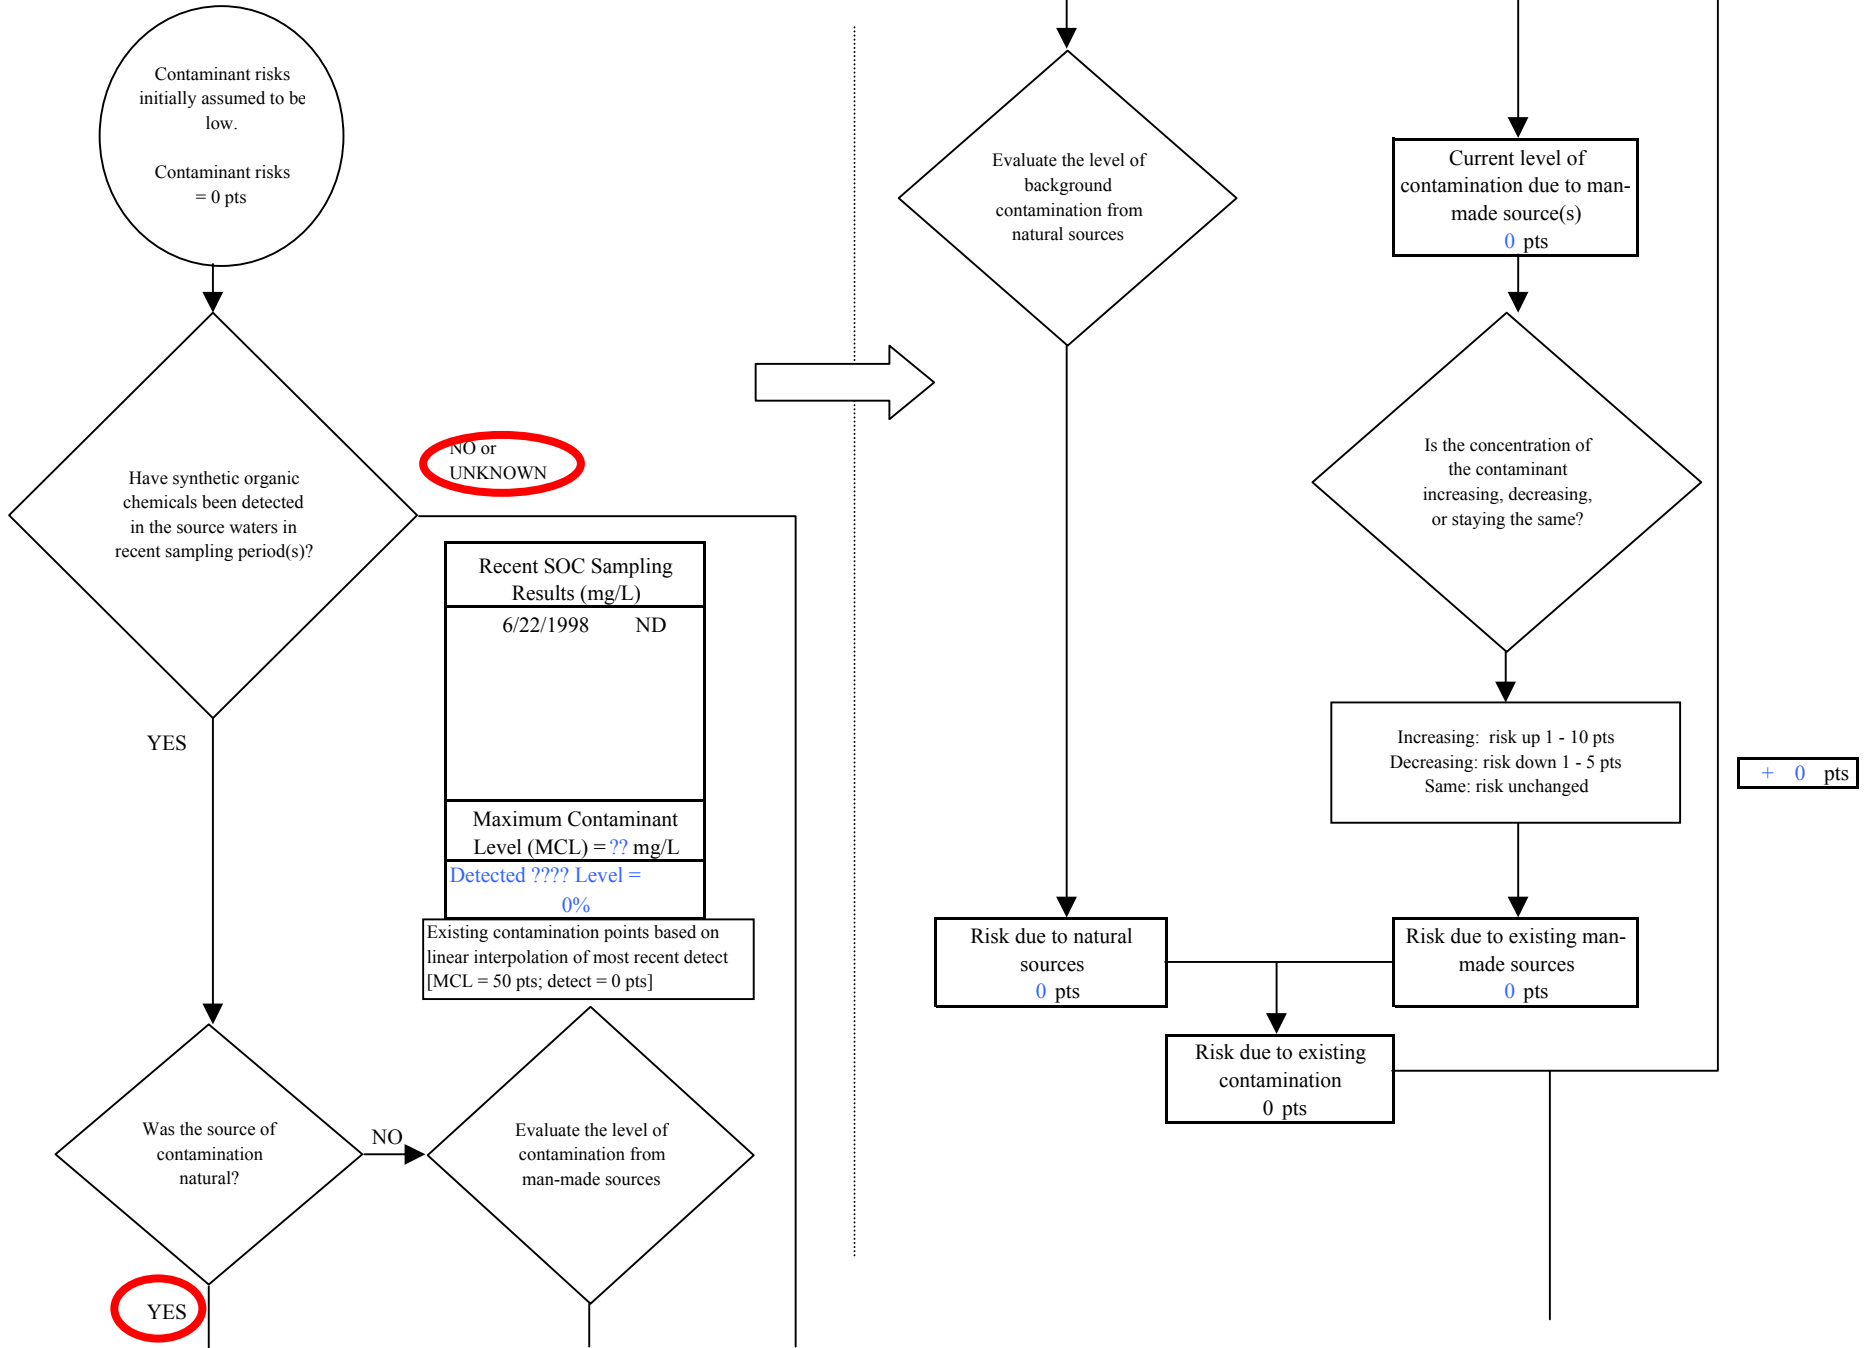 Contaminant risks
initially assumed to be
low.
Contaminant risks
= 0 pts
Have synthetic organic
chemicals been detected
in the source waters in
recent sampling period(s)?
NO or
UNKNOWN
YES
Recent SOC Sampling
Results (mg/L)
6/22/1998 ND
Maximum Contaminant
Level (MCL) = ?? mg/L
Detected ???? Level =
0%
Existing contamination points based on
linear interpolation of most recent detect
[MCL = 50 pts; detect = 0 pts]
Was the source of
contamination
natural?
NO
Evaluate the level of
contamination from
man-made sources
YES
Evaluate the level of
background
contamination from
natural sources
Current level of
contamination due to man-
made source(s)
0 pts
Is the concentration of
the contaminant
increasing, decreasing,
or staying the same?
Increasing: risk up 1 - 10 pts
Decreasing: risk down 1 - 5 pts
Same: risk unchanged
+ 0 pts
Risk due to natural
sources
0 pts
Risk due to existing man-
made sources
0 pts
Risk due to existing
contamination
0 pts